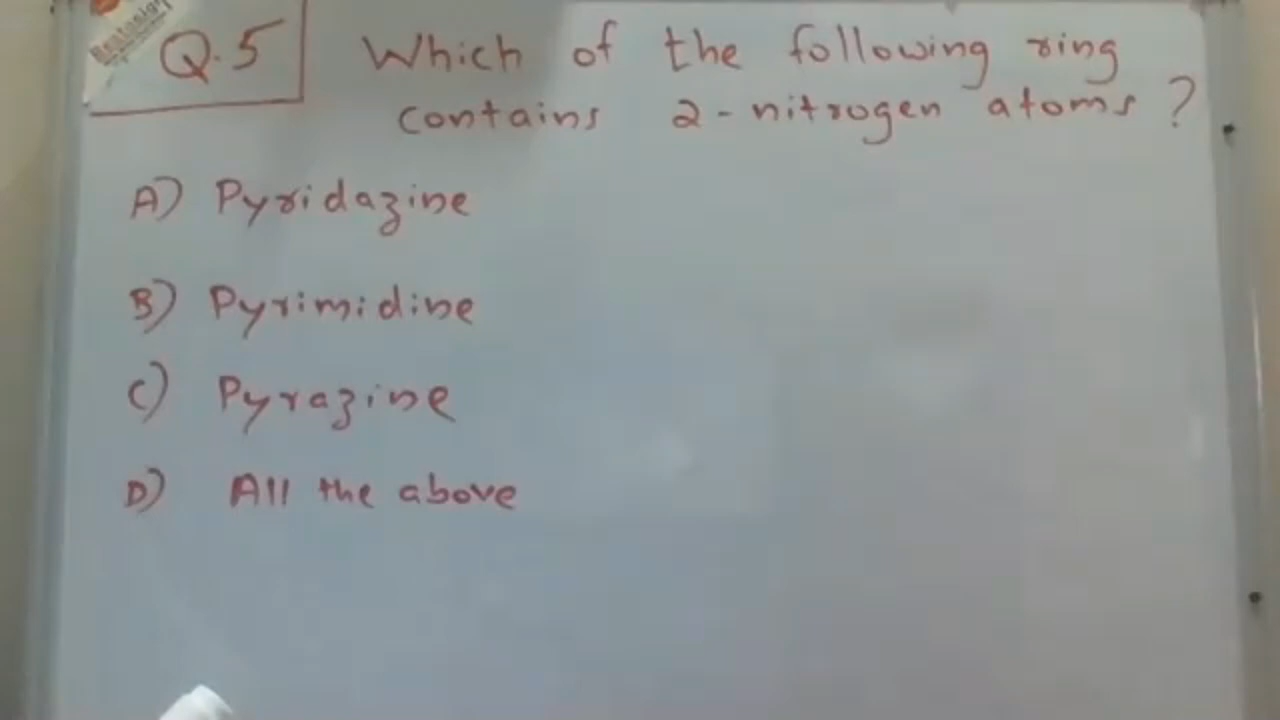 Q.5 Which of the following ring
contains 2-nitrogen atoms ?
A) Pyridazine
B) Pyrimidine
C) Pyrazine
D) All the above